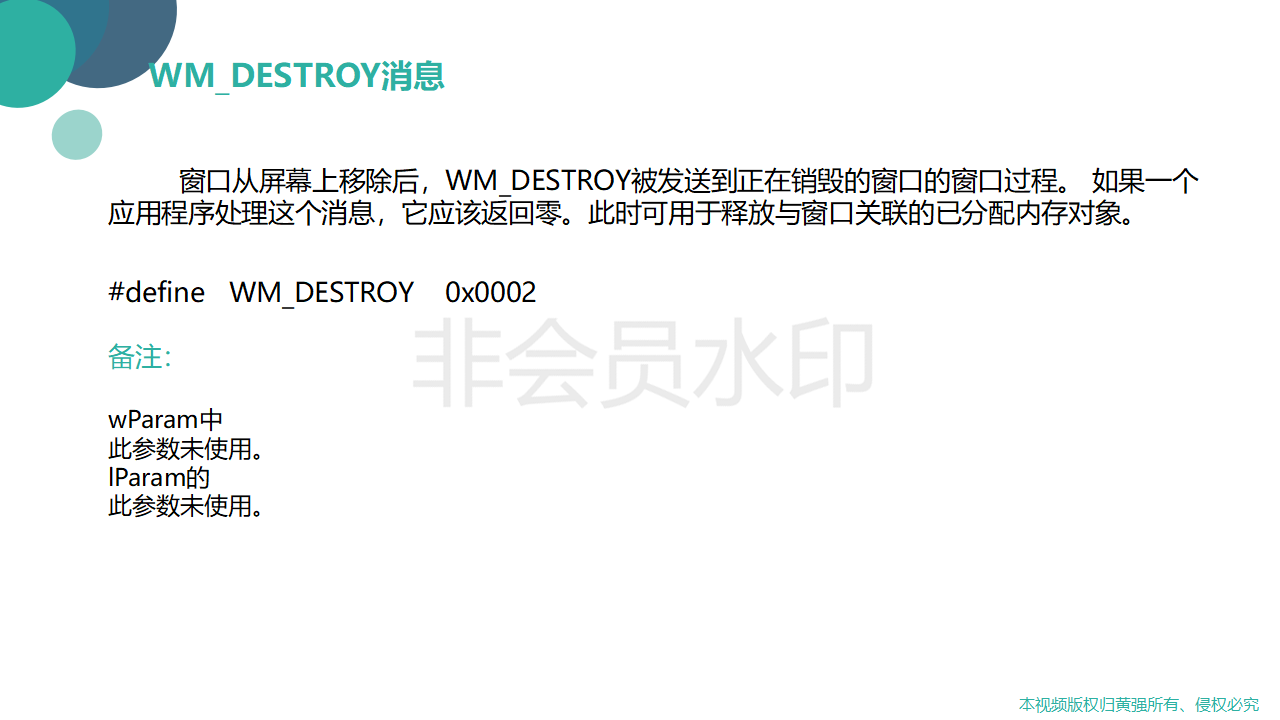 WM_DESTROY消息
窗口从屏幕上移除后，WM_DESTROY被发送到正在销毁的窗口的窗口过程。 如果一个
应用程序处理这个消息，它应该返回零。此时可用于释放与窗口关联的已分配内存对象。
#define WM_DESTROY 0x0002
非会员水印
备注：
wParam中
此参数未使用。
lParam的
此参数未使用。
本视频版权归黄强所有、侵权必究